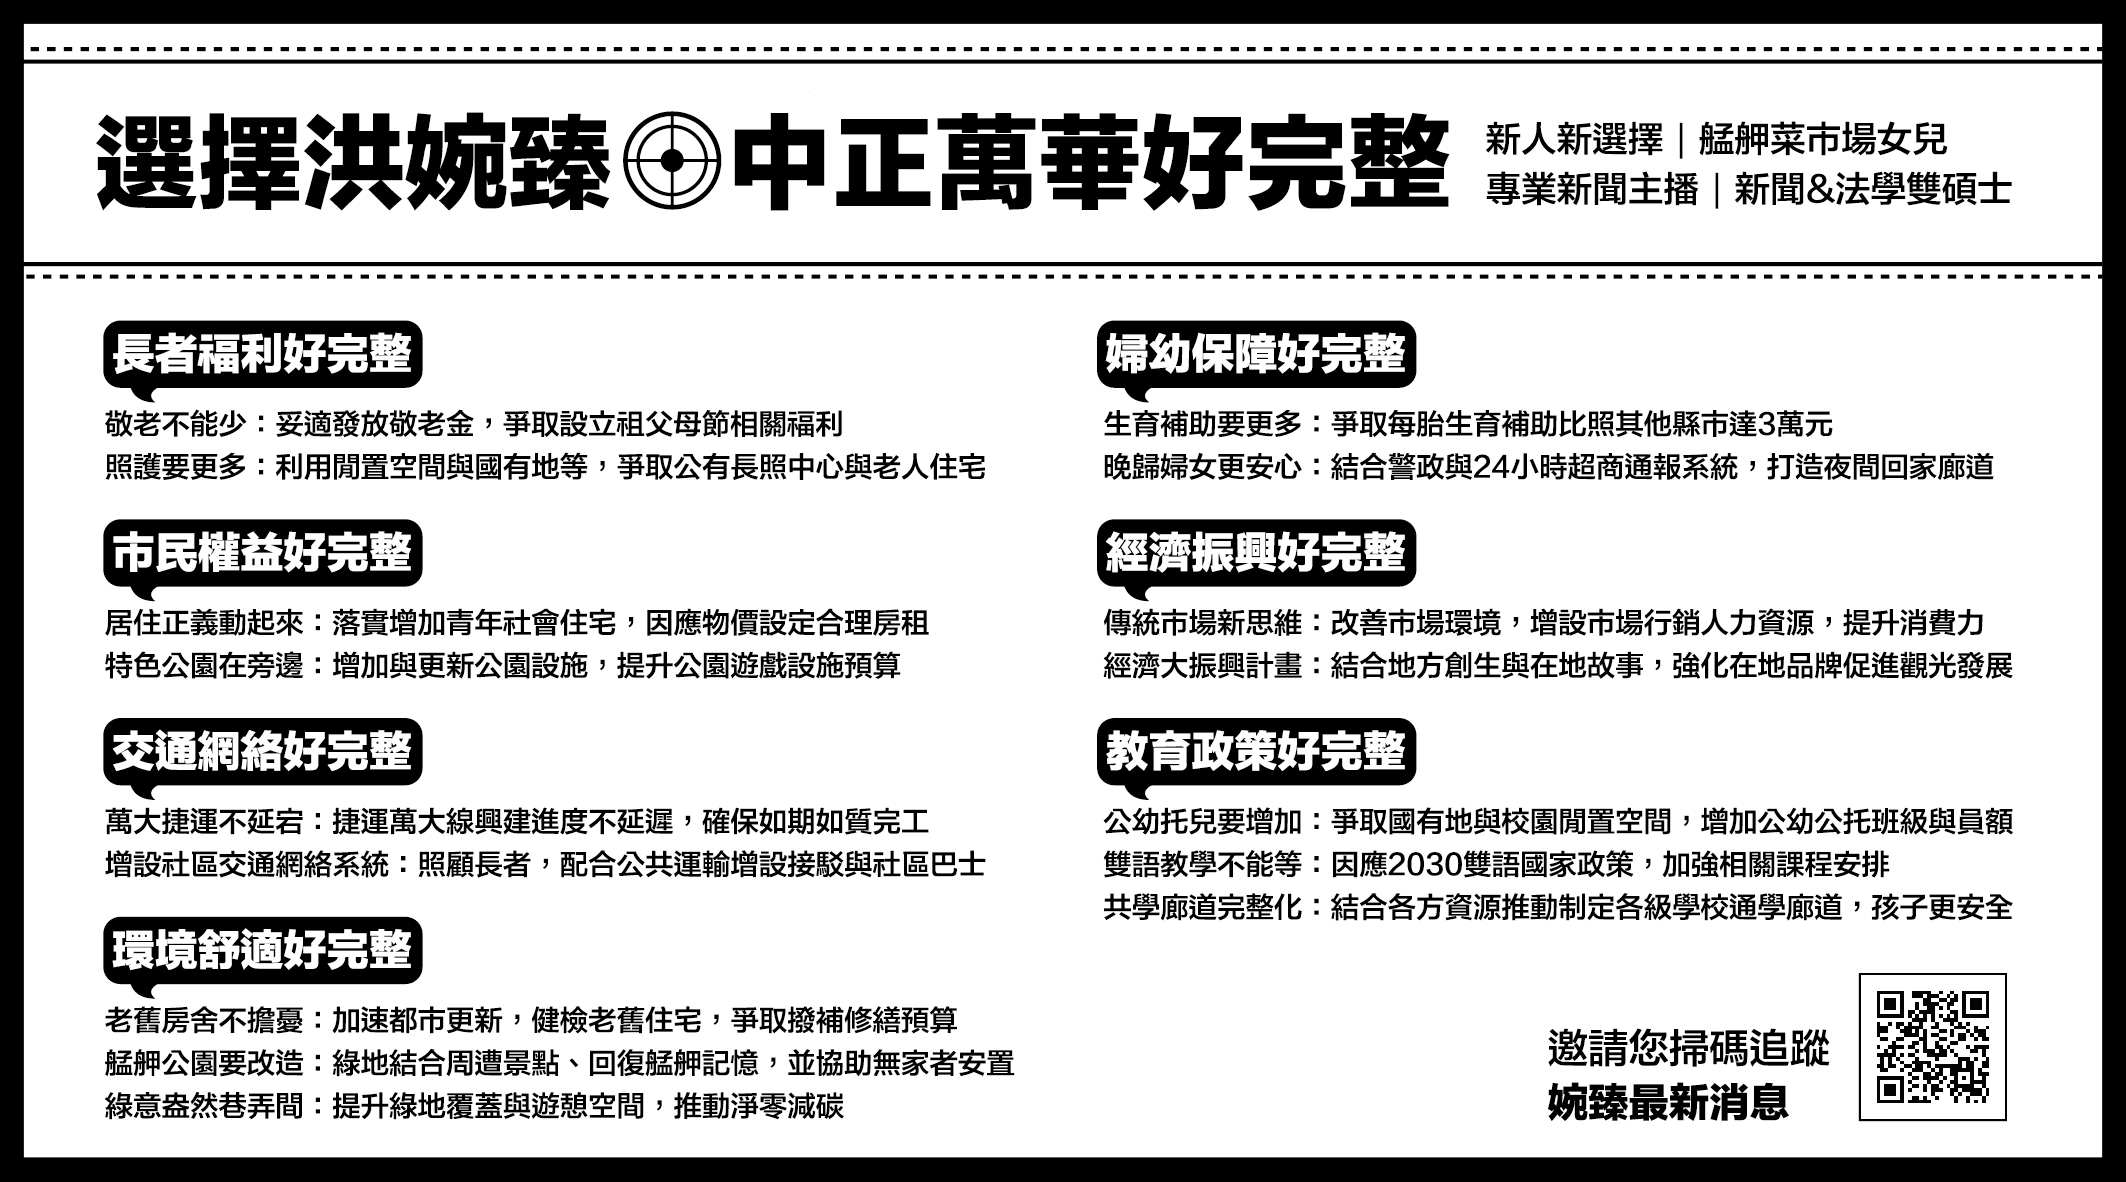 選擇洪婉臻 中正萬華好完整
新人新選擇|艋舺菜市場女兒
專業新聞主播|新聞&法學雙碩士
長者福利好完整
敬老不能少：妥適發放敬老金，爭取設立祖父母節相關福利
照護要更多：利用閒置空間與國有地等，爭取公有長照中心與老人住宅
市民權益好完整
居住正義動起來：落實增加青年社會住宅，因應物價設定合理房租
特色公園在旁邊：增加與更新公園設施，提升公園遊戲設施預算
交通網絡好完整
萬大捷運不延宕：捷運萬大線興建進度不延遲，確保如期如質完工
增設社區交通網絡系統：照顧長者，配合公共運輸增設接駁與社區巴士
環境舒適好完整
老舊房舍不擔憂：加速都市更新，健檢老舊住宅，爭取撥補修繕預算
艋舺公園要改造：綠地結合周遭景點、回復艋舺記憶，並協助無家者安置
綠意盎然巷弄間：提升綠地覆蓋與遊憩空間，推動淨零減碳
婦幼保障好完整
生育補助要更多：爭取每胎生育補助比照其他縣市達3萬元
晚歸婦女更安心：結合警政與24小時超商通報系統，打造夜間回家廊道
經濟振興好完整
傳統市場新思維：改善市場環境，增設市場行銷人力資源，提升消費力
經濟大振興計畫：結合地方創生與在地故事，強化在地品牌促進觀光發展
教育政策好完整
公幼托兒要增加：爭取國有地與校園閒置空間，增加公幼公托班級與員額
雙語教學不能等：因應2030雙語國家政策，加強相關課程安排
共學廊道完整化：結合各方資源推動制定各級學校通學廊道，孩子更安全
邀請您掃碼追蹤
婉臻最新消息